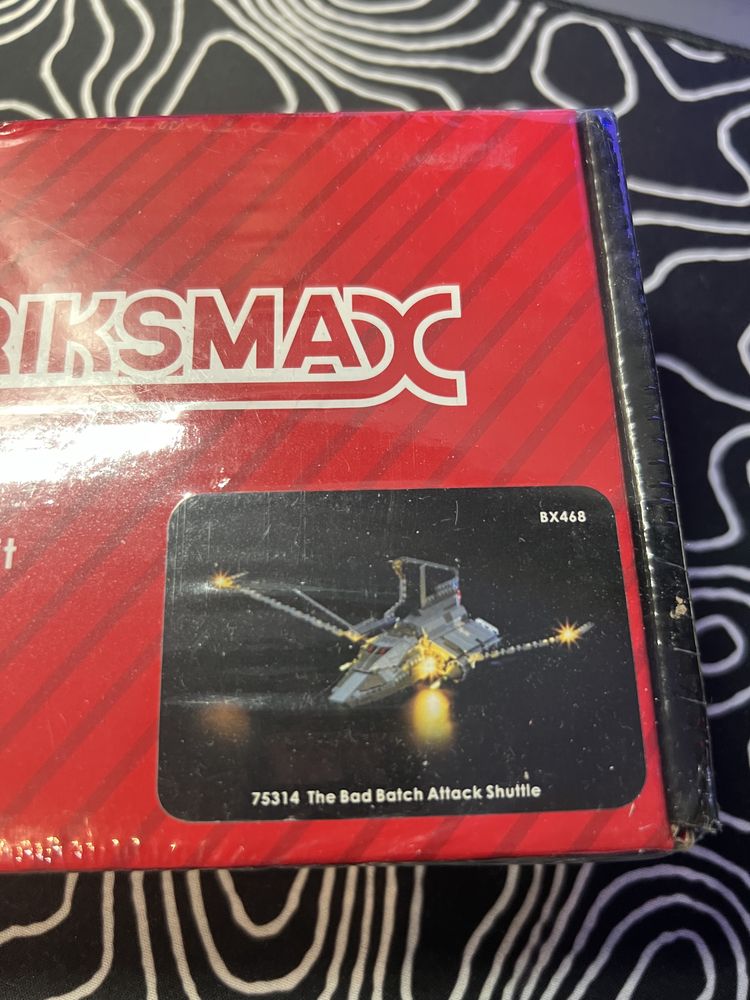 RIKSMAX
BX468
75314 The Bad Batch Attack Shuttle